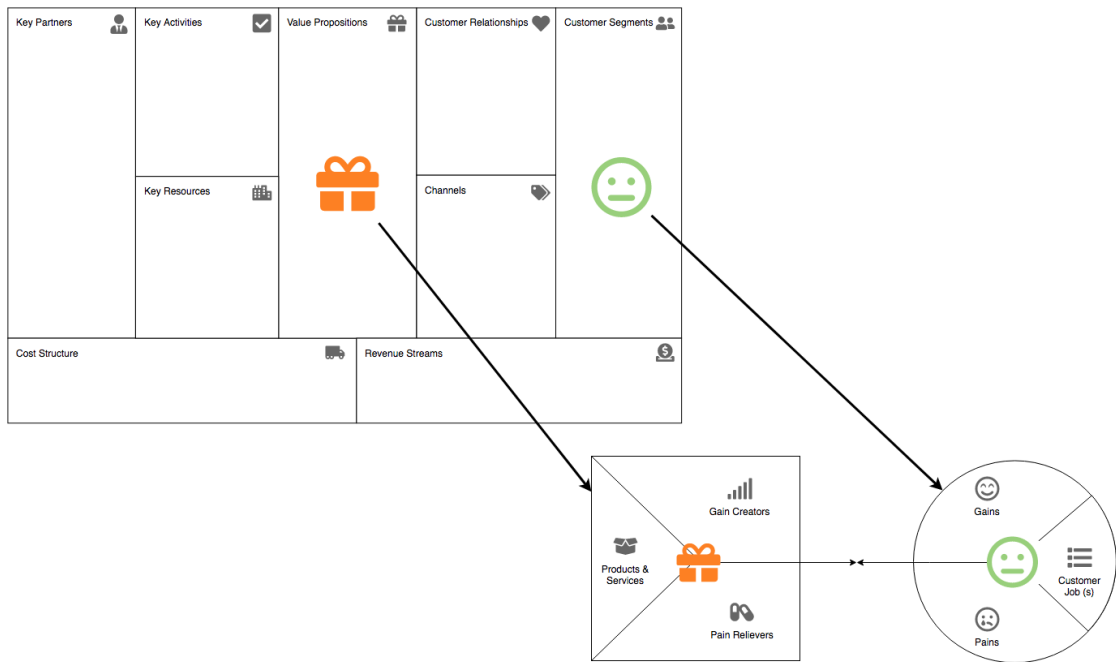 Key Partners
Key Activities
Value Propositions
Customer Relationships
Customer Segments
Key Resources
Channels
Cost Structure
Revenue Streams
Gain Creators
Products &
Services
Pain Relievers
Gains
Customer
Job (s)
Pains